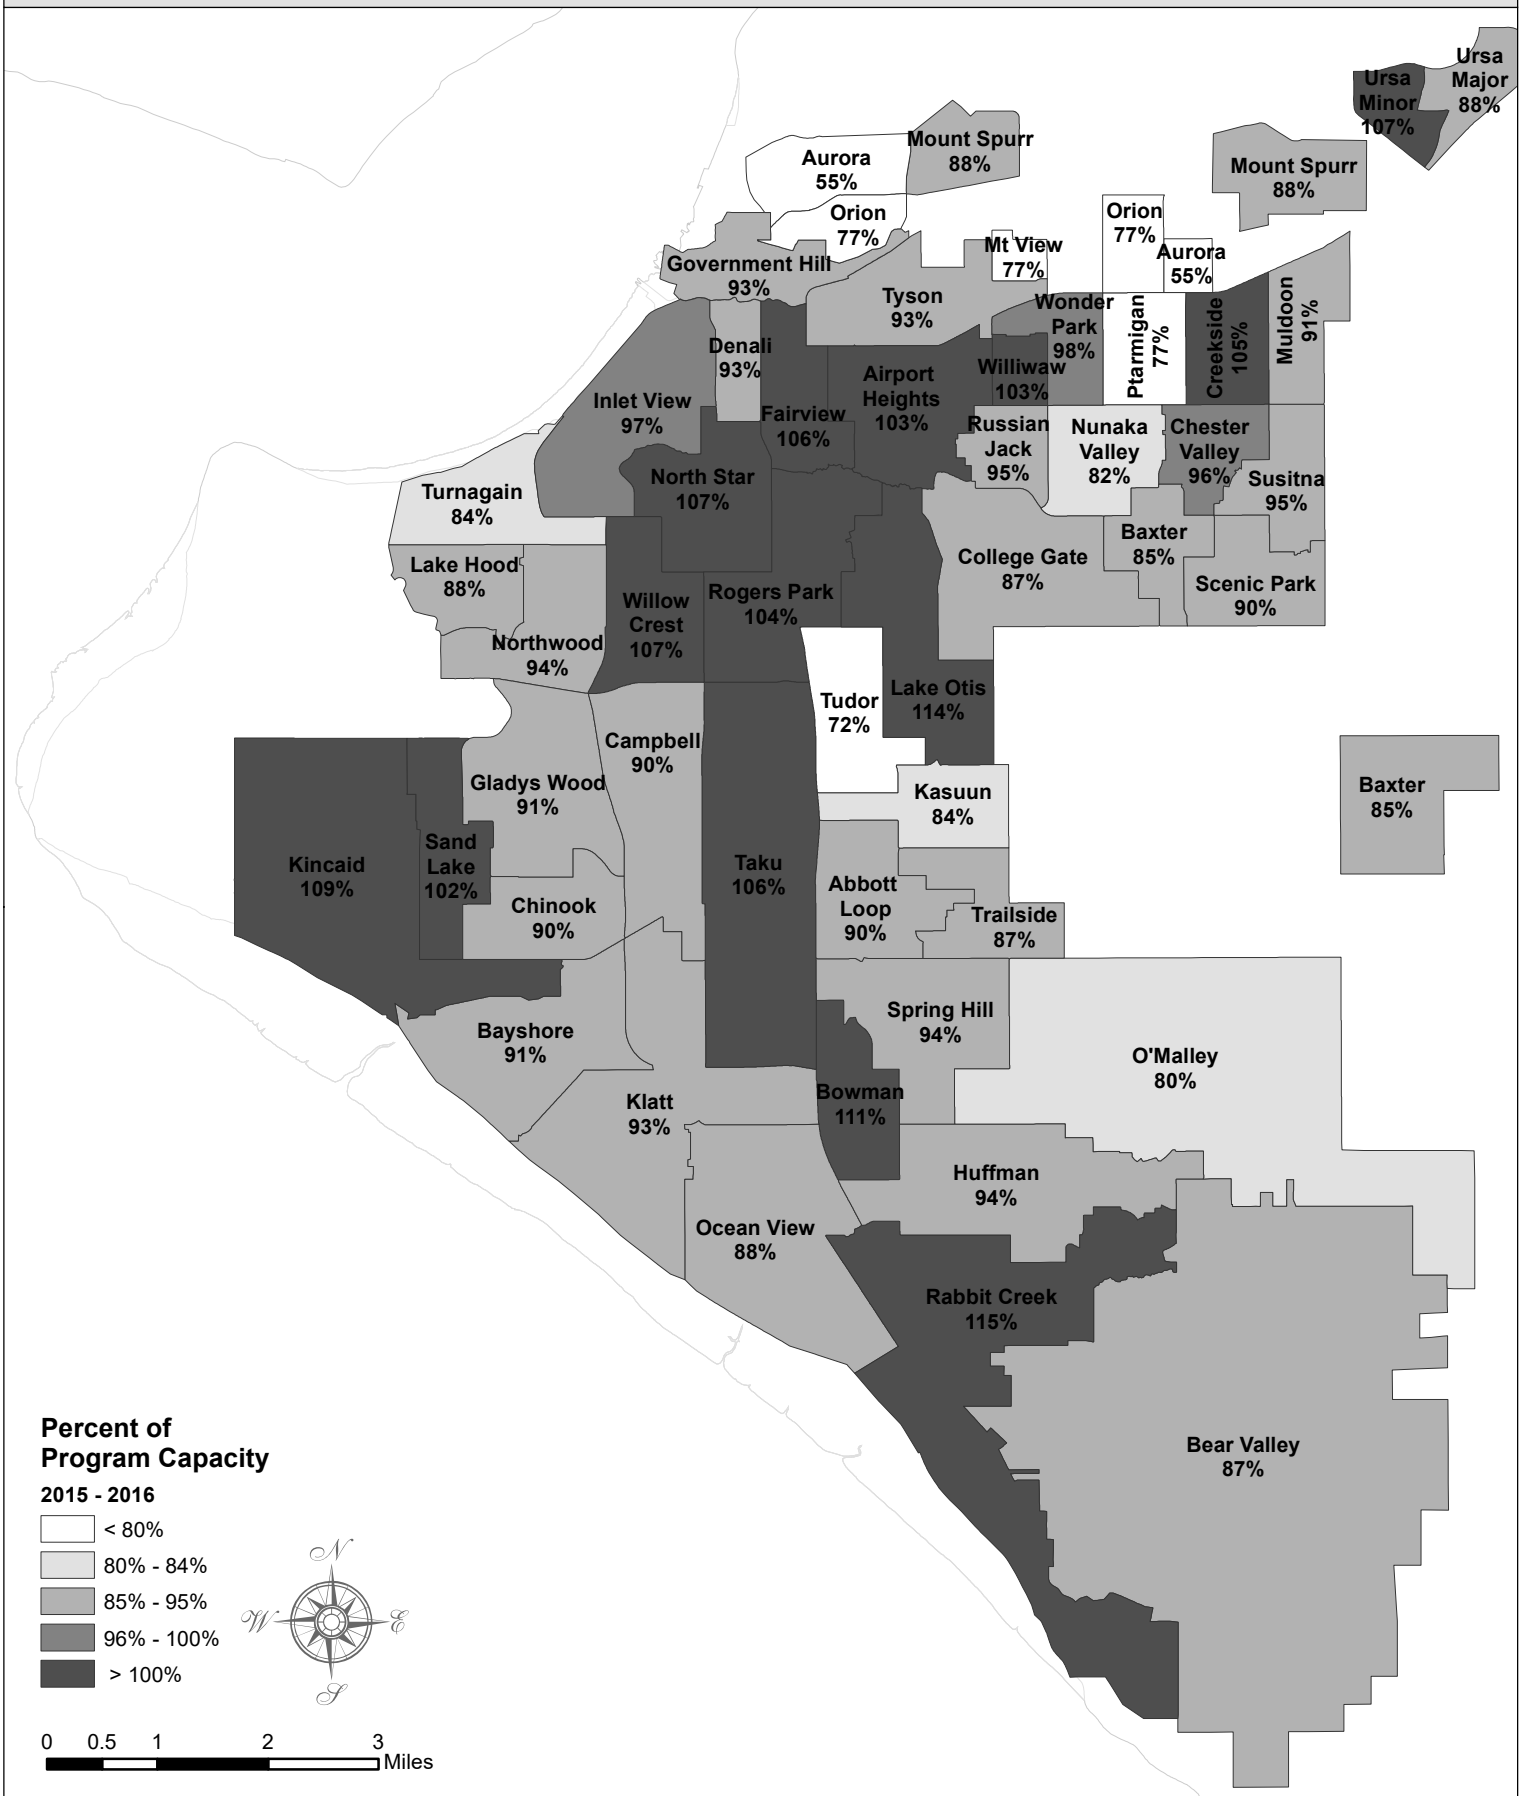 Ursa
Major
88%
Ursa
Minor
107%
Mount Spurr
88%
Aurora
55%
Mount Spurr
88%
Orion
77%
Orion
77%
Mt View
77%
Aurora
55%
Government Hill
93%
Tyson
93%
Wonder
Park
98%
Ptarmigan
77%
Creekside
105%
Muldoon
91%
Denali
93%
Williwaw
103%
Airport
Heights
103%
Inlet View
97%
Fairview
106%
Russian
Jack
95%
Nunaka
Valley
82%
Chester
Valley
96%
Susitna
95%
North Star
107%
Turnagain
84%
Baxter
85%
College Gate
87%
Scenic Park
90%
Lake Hood
88%
Willow
Crest
107%
Rogers Park
104%
Northwood
94%
Tudor
72%
Lake Otis
114%
Campbell
90%
Gladys Wood
91%
Kasuun
84%
Baxter
85%
Kincaid
109%
Sand
Lake
102%
Taku
106%
Abbott
Loop
90%
Chinook
90%
Trailside
87%
Spring Hill
94%
Bayshore
91%
O'Malley
80%
Klatt
93%
Bowman
111%
Huffman
94%
Ocean View
88%
Rabbit Creek
115%
Bear Valley
87%
Percent of
Program Capacity
2015 - 2016
< 80%
80% - 84%
85% - 95%
96% - 100%
> 100%
N
W
E
S
0 0.5 1 2 3
Miles